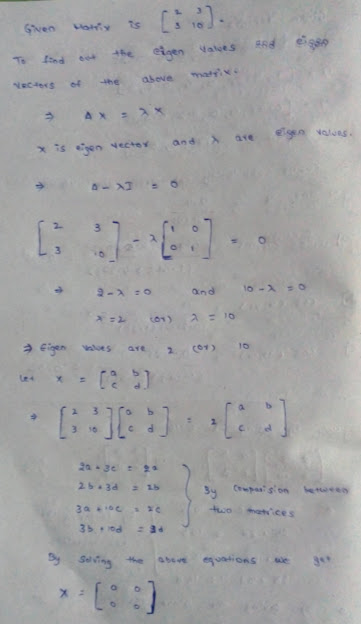 Given Matrix is [2 3 / 3 10].
To find out the Eigen values and eigen
vectors of the above matrix.
⇒ A x = λ x
x is eigen vector and λ are Eigen values.
⇒ A - λI = 0
[2 3 / 3 10] - λ [1 0 / 0 1] = 0
⇒ 2-λ = 0 and 10-λ = 0
λ = 2 (or) λ = 10
⇒ Eigen values are 2 (or) 10
let x = [a b / c d]
⇒ [2 3 / 3 10] [a b / c d] = 2 [a b / c d]
2a + 3c = 2a
2b + 3d = 2b
3a + 10c = 2c
3b + 10d = 2d
} By comparision between
two matrices
By solving the above equations we get
x = [0 0 / 0 0]